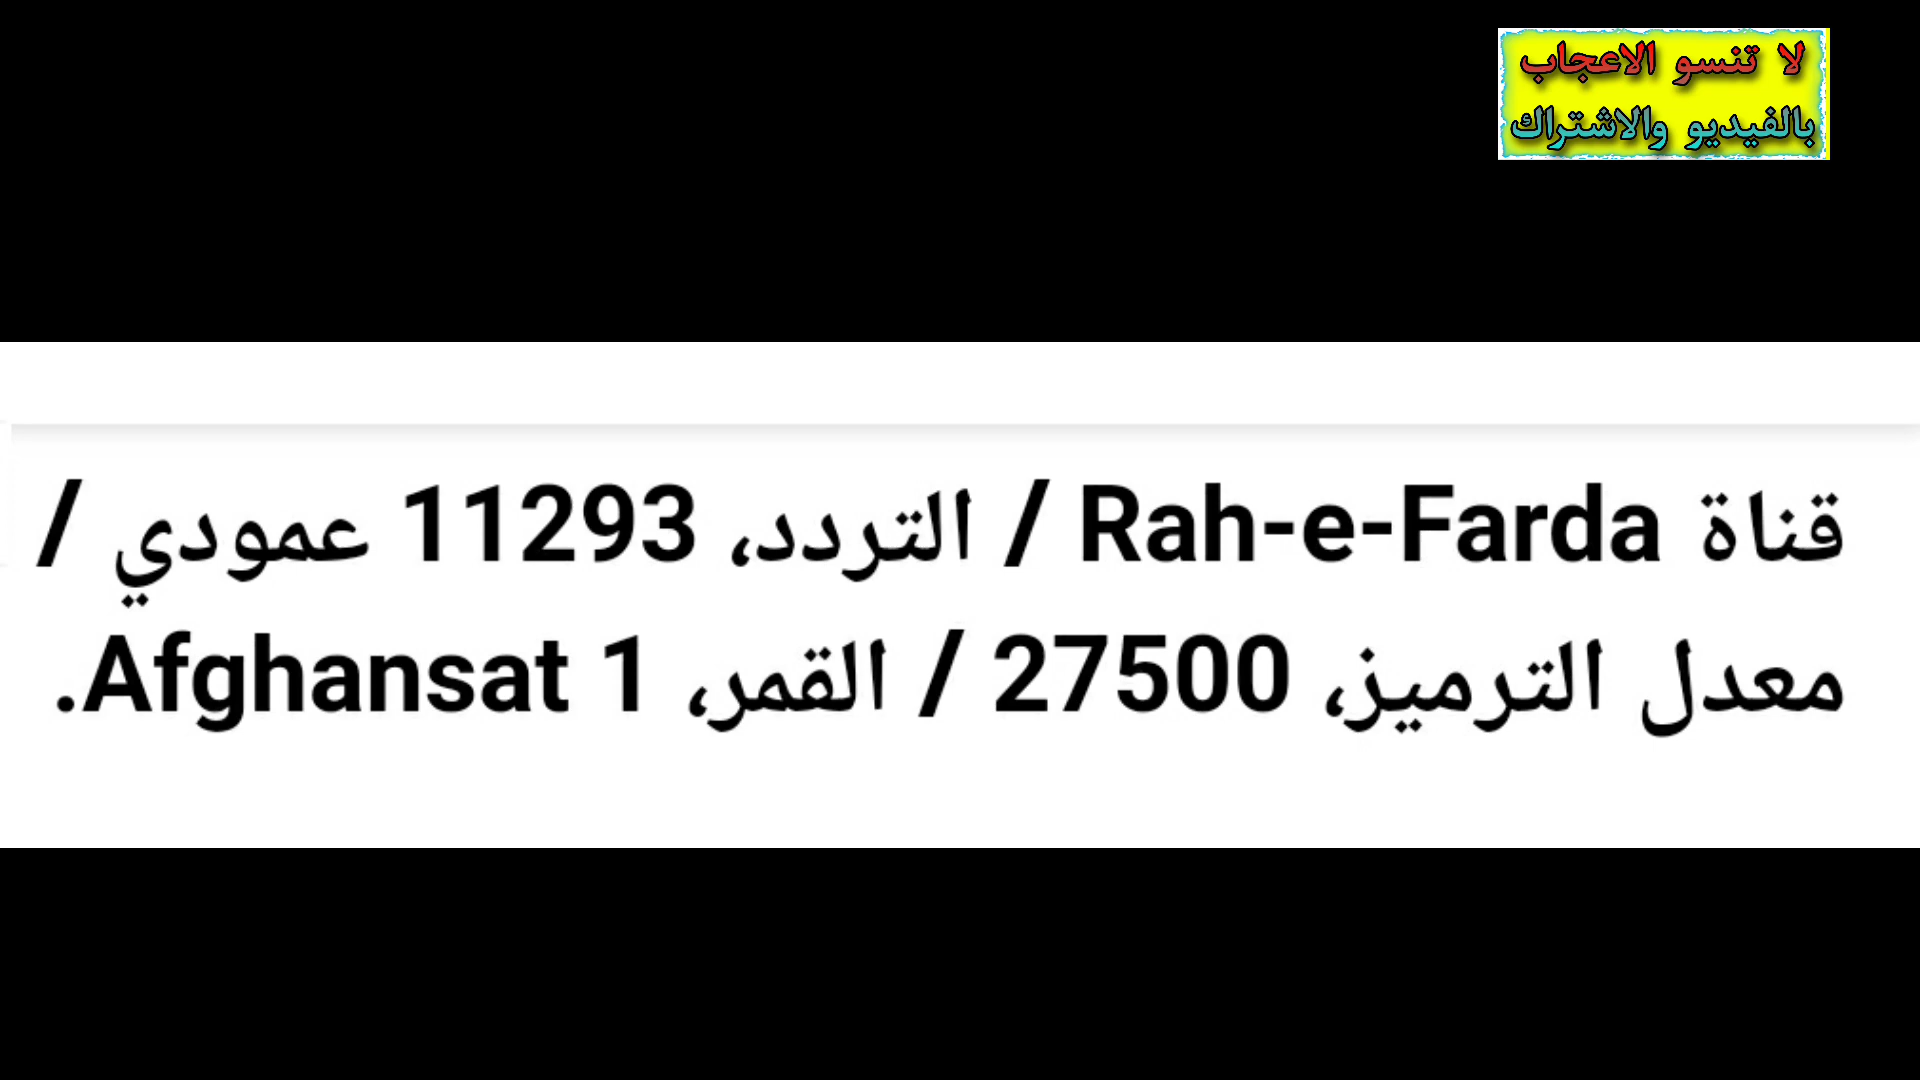 لا تنسو الاعجاب
بالفيديو والاشتراك
قناة Rah-e-Farda / التردد، 11293 عمودي /
معدل الترميز، 27500 / القمر، Afghansat 1.